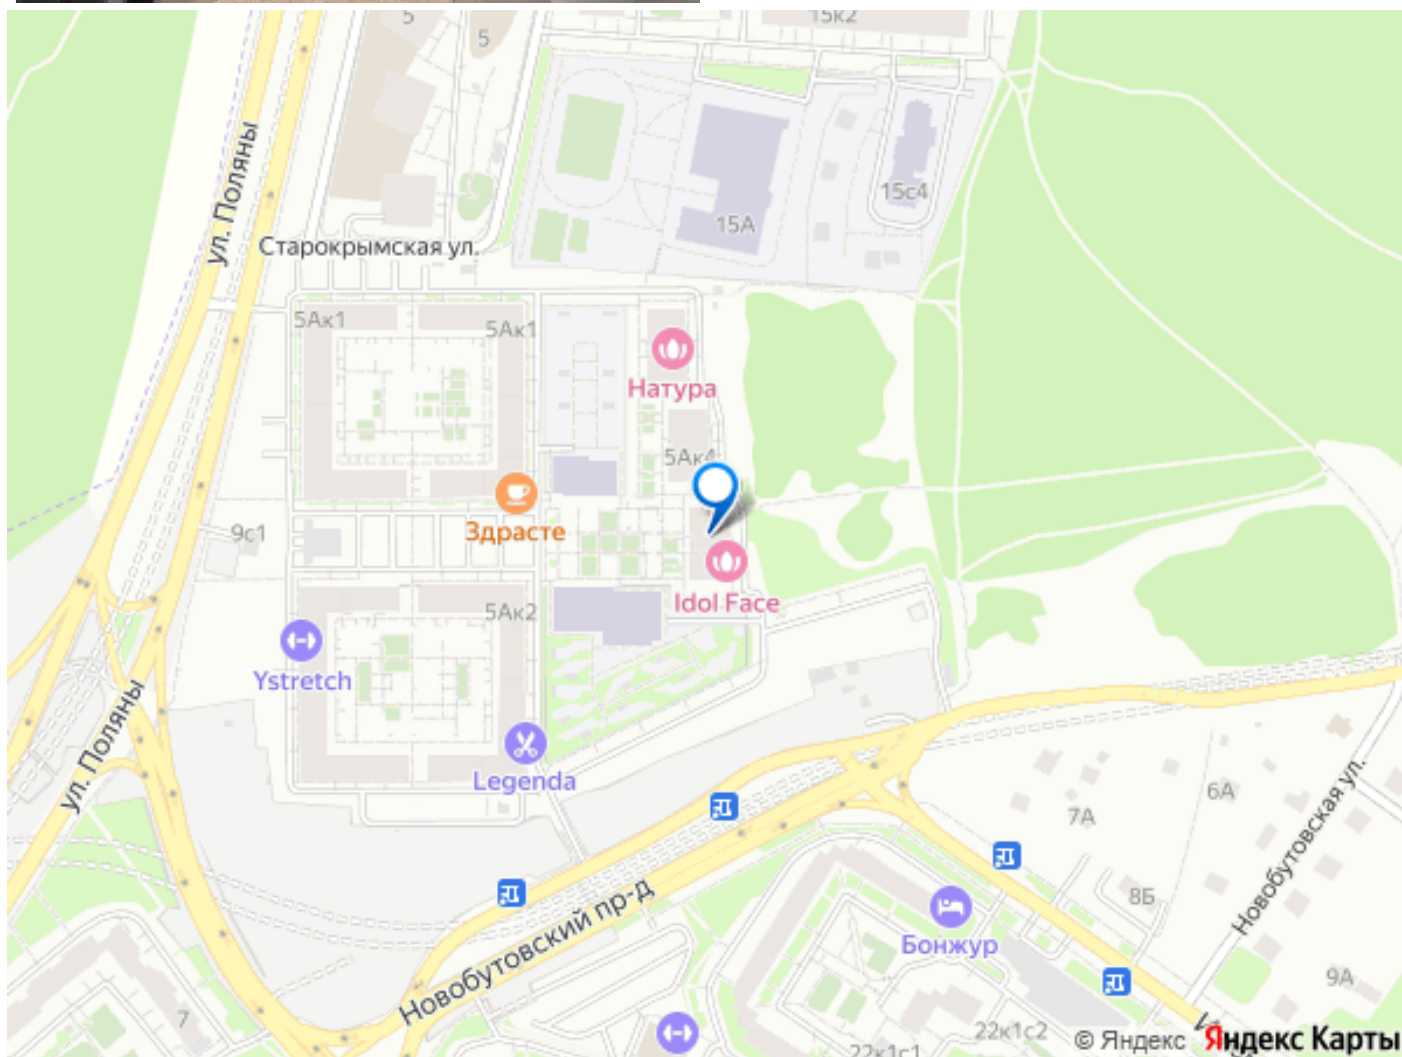 5
5
15к2
ул. Поляны
15с4
15А
Старокрымская ул.
5Ак1
5Ак1
Натура
5Ак4
Здрасте
9с1
Idol Face
5Ак2
Ystretch
ул. Поляны
Legenda
6А
7А
Новобутовская ул.
8Б
Новобутовский пр-д
Бонжур
9А
7
22к1с2
22к1с1
© Яндекс Яндекс Карты